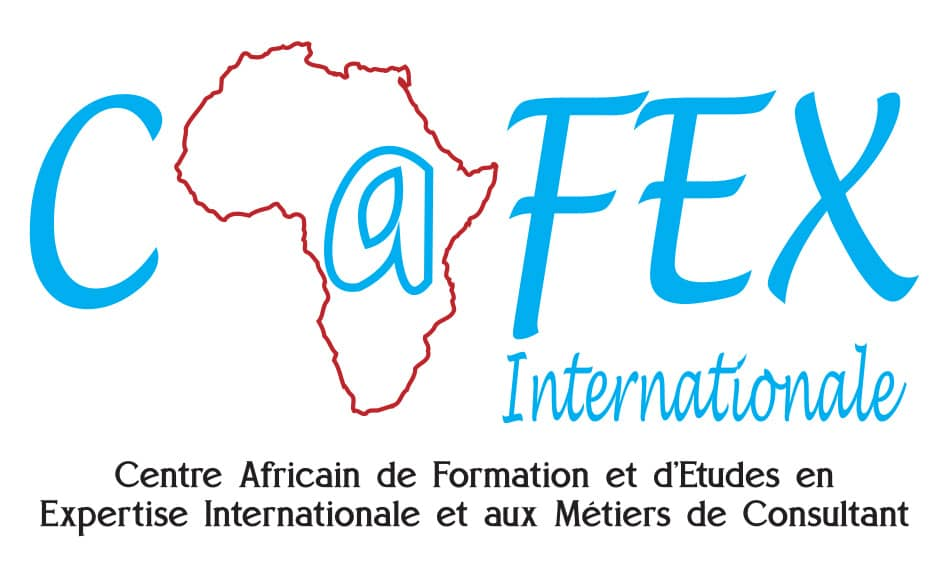 C@FEX
Internationale
Centre Africain de Formation et d'Etudes en
Expertise Internationale et aux Métiers de Consultant